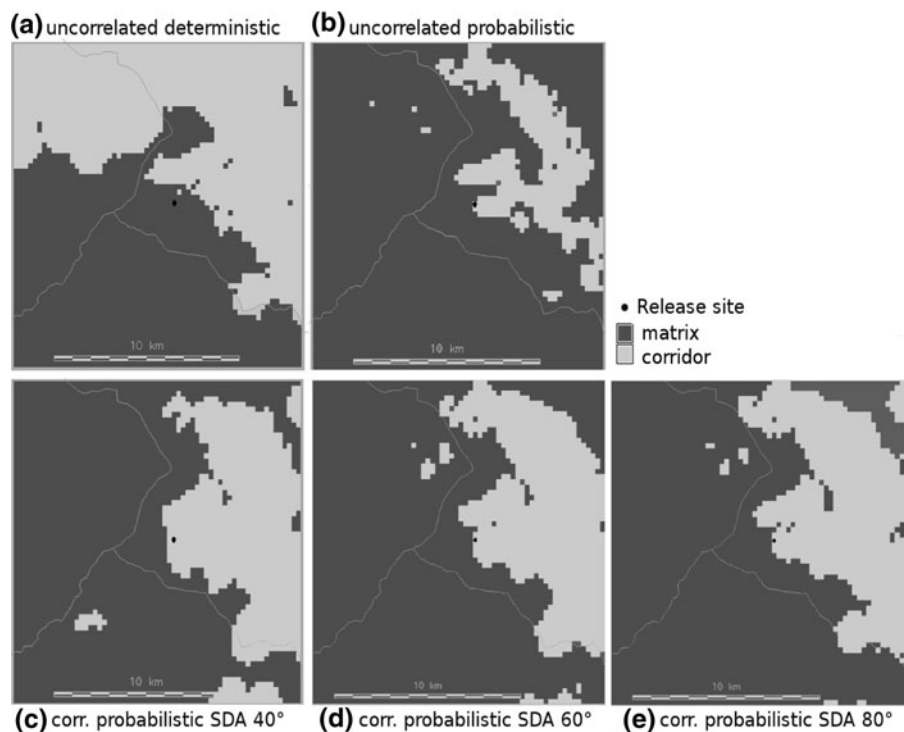 (a) uncorrelated deterministic
(b) uncorrelated probabilistic
10 km
10 km
• Release site
matrix
corridor
10 km
10 km
10 km
(c) corr. probabilistic SDA 40°
(d) corr. probabilistic SDA 60°
(e) corr. probabilistic SDA 80°